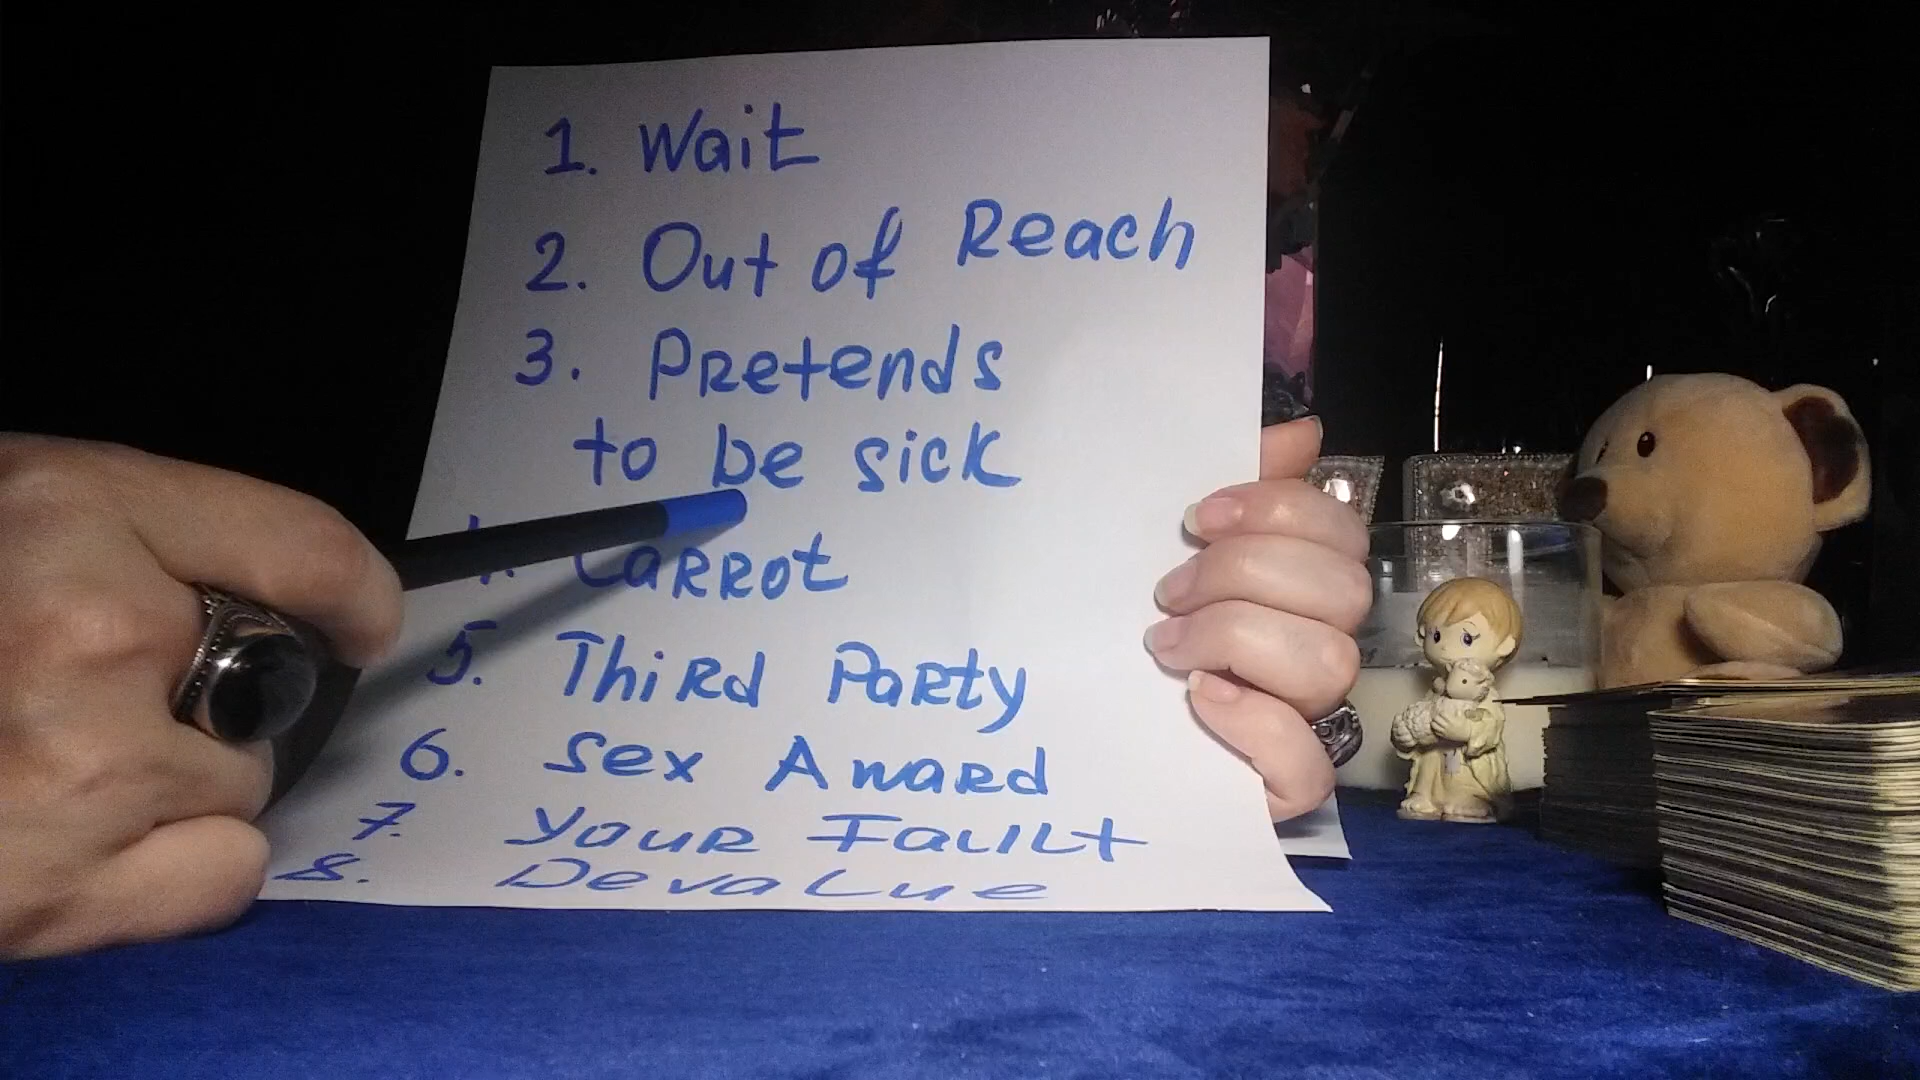 1. Wait
2. Out of Reach
3. Pretends
to be sick
4. Carrot
5. Third Party
6. Sex Award
7. Your Fault
8. Devalue